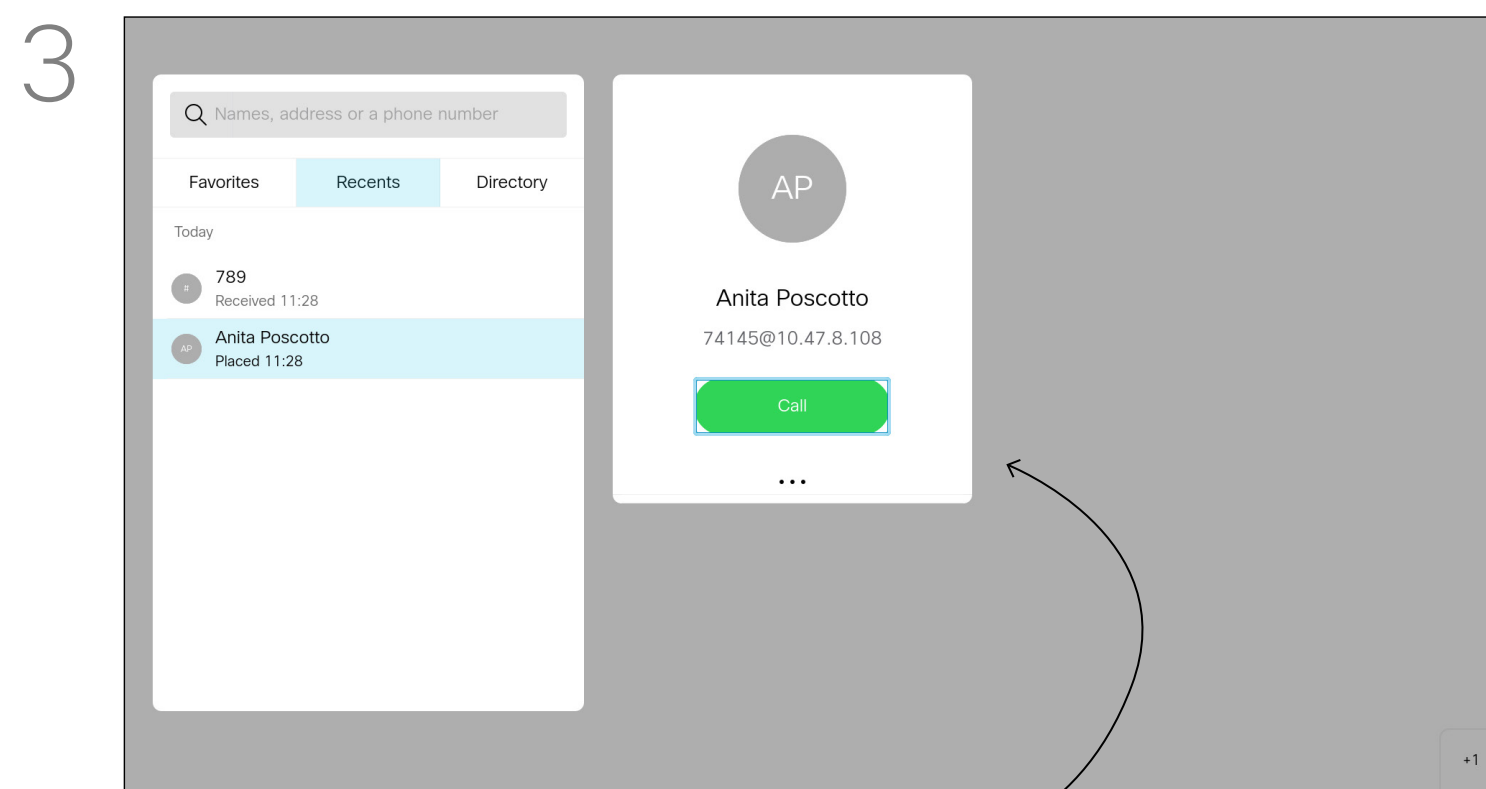 3
Names, address or a phone number
Favorites Recents Directory
Today
#
789
Received 11:28
AP
Anita Poscotto
Placed 11:28
AP
Anita Poscotto
74145@10.47.8.108
Call
...
+1